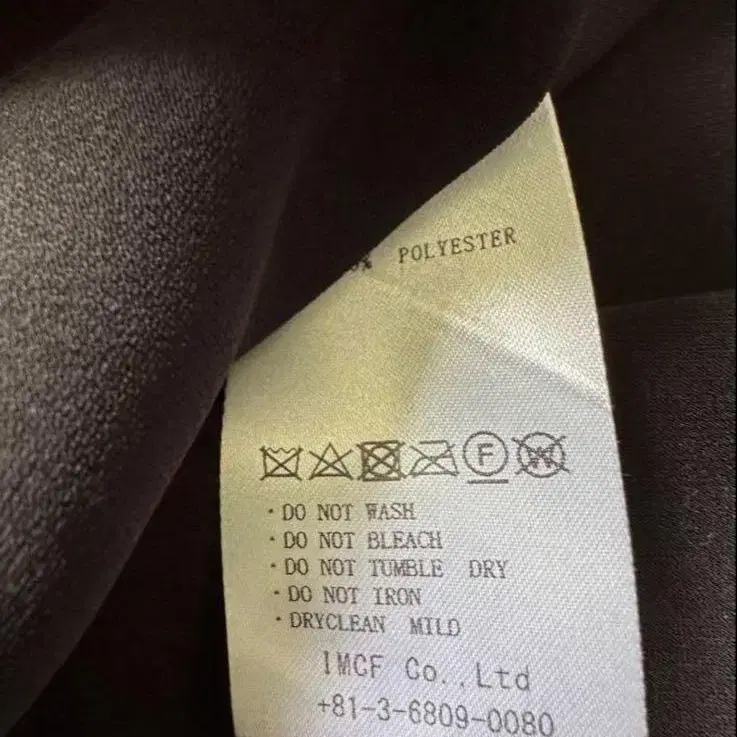 % POLYESTER
F W
・DO NOT WASH
・DO NOT BLEACH
・DO NOT TUMBLE DRY
・DO NOT IRON
・DRYCLEAN MILD
IMCF Co.,Ltd
+81-3-6809-0080